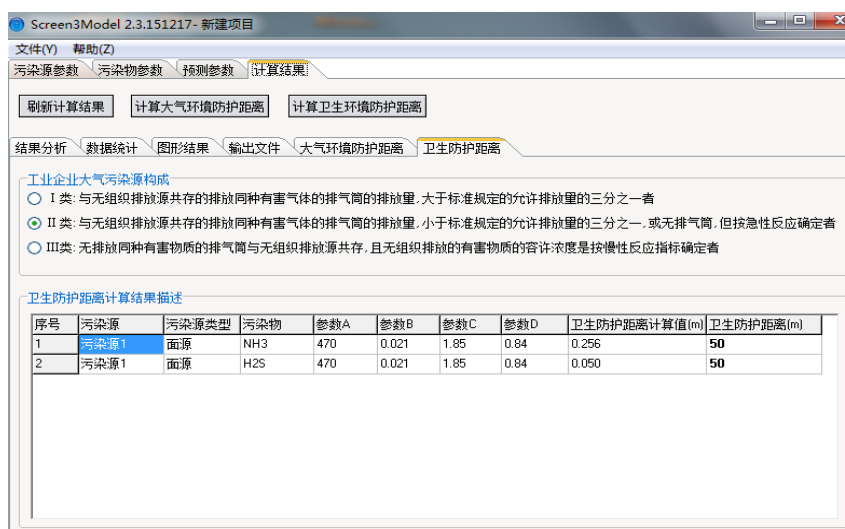 Screen3Model 2.3.151217- 新建项目
文件(Y) 帮助(Z)
污染源参数 污染物参数 预测参数 计算结果
刷新计算结果 计算大气环境防护距离 计算卫生环境防护距离
结果分析 数据统计 图形结果 输出文件 大气环境防护距离 卫生防护距离
工业企业大气污染源构成
I 类: 与无组织排放源共存的排放同种有害气体的排气筒的排放量,大于标准规定的允许排放量的三分之一者
II 类: 与无组织排放源共存的排放同种有害气体的排气筒的排放量,小于标准规定的允许排放量的三分之一,或无排气筒,但按急性反应确定者
III类: 无排放同种有害物质的排气筒与无组织排放源共存,且无组织排放的有害物质的容许浓度是按慢性反应指标确定者
卫生防护距离计算结果描述
序号 污染源 污染源类型 污染物 参数A 参数B 参数C 参数D 卫生防护距离计算值(m) 卫生防护距离(m)
1 污染源1 面源 NH3 470 0.021 1.85 0.84 0.256 50
2 污染源1 面源 H2S 470 0.021 1.85 0.84 0.050 50